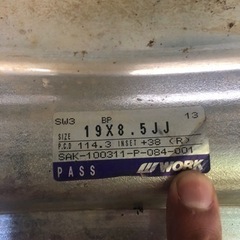 SW3 BP 13
SIZE 19X8.5JJ
P.C.D 114.3 INSET +38 <R>
SAK-100311-P-084-001
PASS WORK